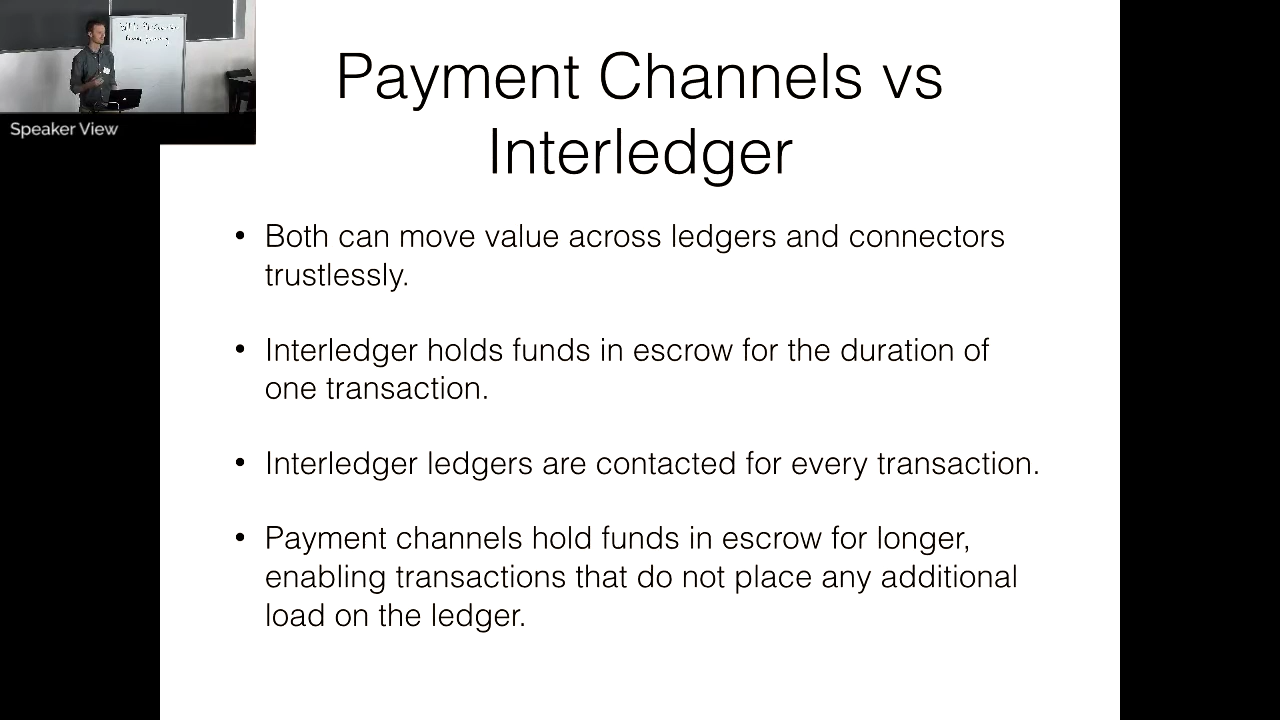 Speaker View
Payment Channels vs
Interledger
• Both can move value across ledgers and connectors
trustlessly.
• Interledger holds funds in escrow for the duration of
one transaction.
• Interledger ledgers are contacted for every transaction.
• Payment channels hold funds in escrow for longer,
enabling transactions that do not place any additional
load on the ledger.